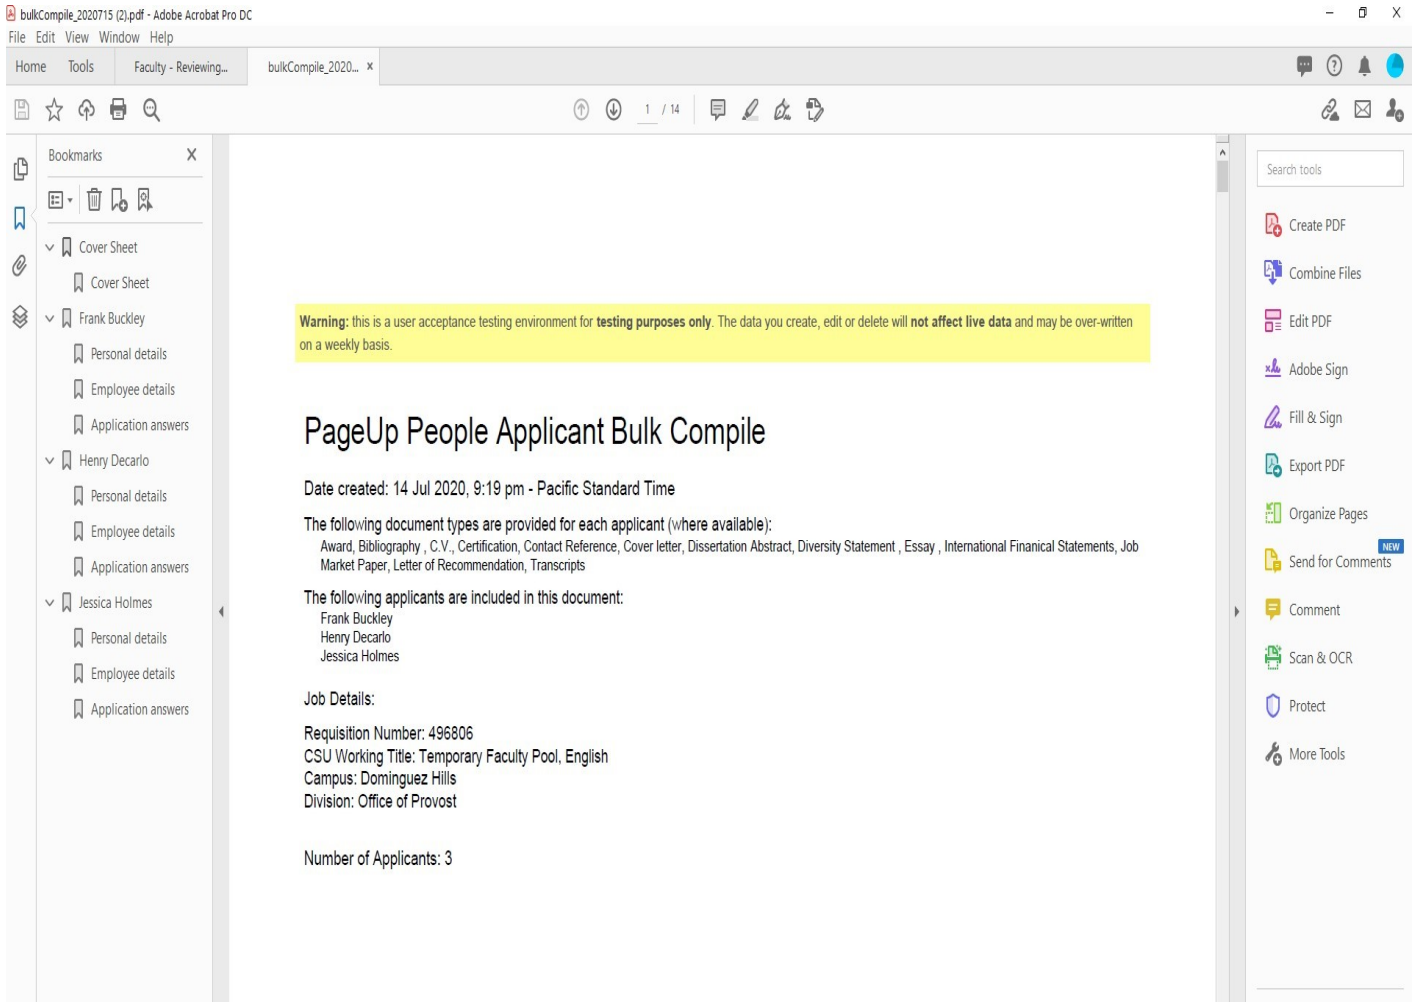 bulkCompile_2020715 (2).pdf - Adobe Acrobat Pro DC
File Edit View Window Help
Home Tools Faculty - Reviewing... bulkCompile_2020... x
1 / 14
Bookmarks X
Cover Sheet
Cover Sheet
Frank Buckley
Personal details
Employee details
Application answers
Henry Decarlo
Personal details
Employee details
Application answers
Jessica Holmes
Personal details
Employee details
Application answers
Warning: this is a user acceptance testing environment for testing purposes only. The data you create, edit or delete will not affect live data and may be over-written
on a weekly basis.
PageUp People Applicant Bulk Compile
Date created: 14 Jul 2020, 9:19 pm - Pacific Standard Time
The following document types are provided for each applicant (where available):
Award, Bibliography , C.V., Certification, Contact Reference, Cover letter, Dissertation Abstract, Diversity Statement , Essay , International Finanical Statements, Job
Market Paper, Letter of Recommendation, Transcripts
The following applicants are included in this document:
Frank Buckley
Henry Decarlo
Jessica Holmes
Job Details:
Requisition Number: 496806
CSU Working Title: Temporary Faculty Pool, English
Campus: Dominguez Hills
Division: Office of Provost
Number of Applicants: 3
Search tools
Create PDF
Combine Files
Edit PDF
Adobe Sign
Fill & Sign
Export PDF
Organize Pages
NEW
Send for Comments
Comment
Scan & OCR
Protect
More Tools